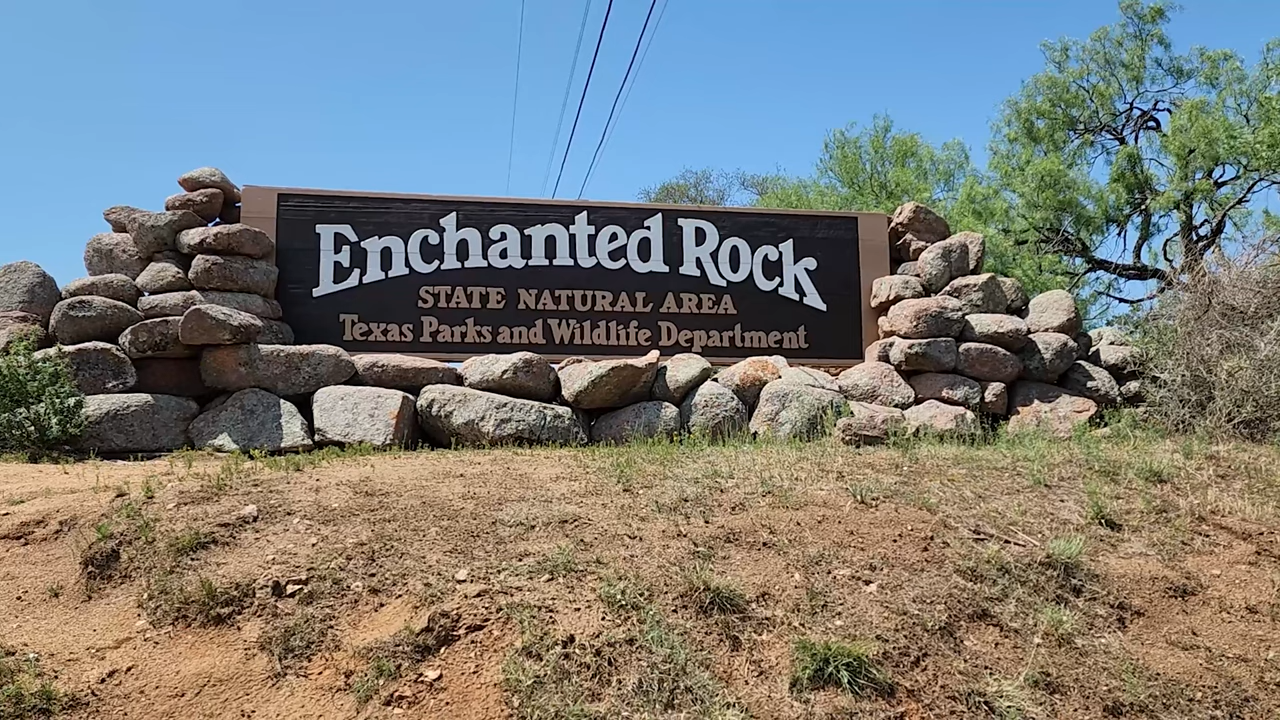 Enchanted Rock
STATE NATURAL AREA
Texas Parks and Wildlife Department